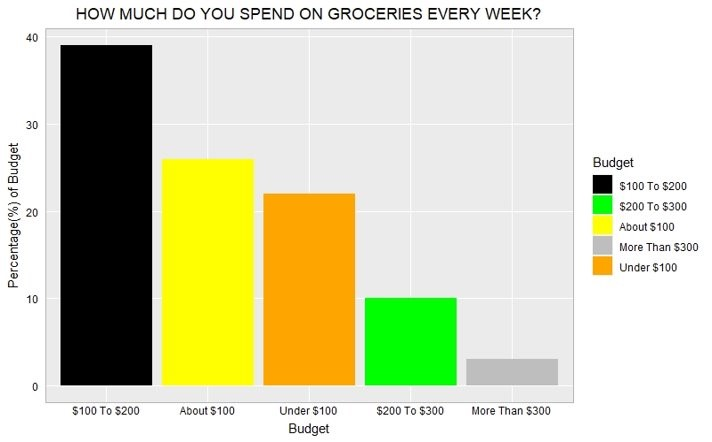 HOW MUCH DO YOU SPEND ON GROCERIES EVERY WEEK?
Percentage(%) of Budget
40
30
20
10
0
$100 To $200
About $100
Under $100
$200 To $300
More Than $300
Budget
Budget
$100 To $200
$200 To $300
About $100
More Than $300
Under $100